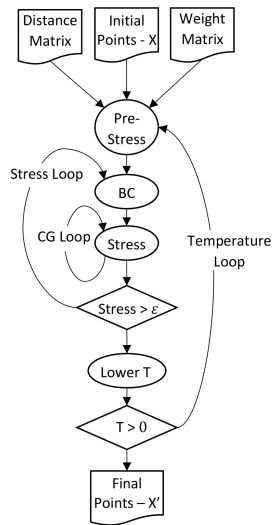 Distance
Matrix
Initial
Points - X
Weight
Matrix
Pre-
Stress
Stress Loop
BC
CG Loop
Stress
Temperature
Loop
Stress > ε
Lower T
T > 0
Final
Points – X’